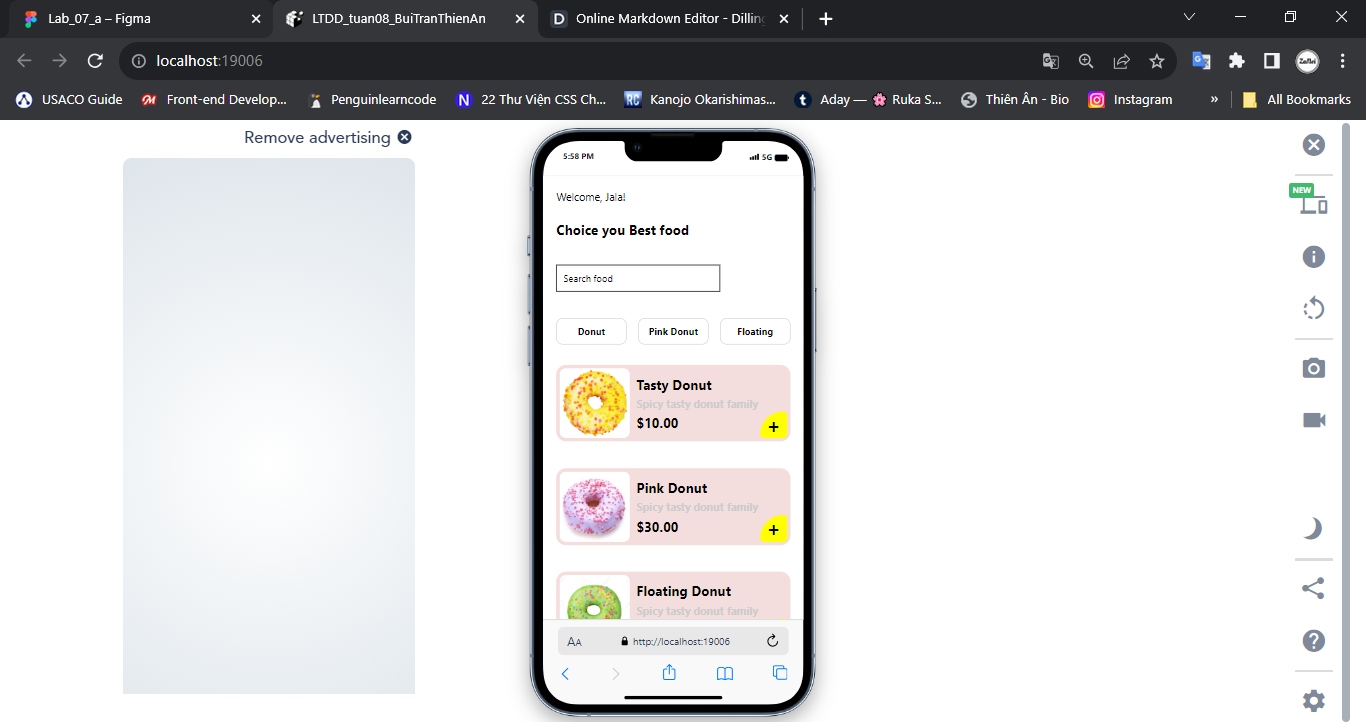 Lab_07_a – Figma
LTDD_tuan08_BuiTranThienAn
Online Markdown Editor - Dilling
localhost:19006
USACO Guide
Front-end Develop...
Penguinlearncode
22 Thư Viện CSS Ch...
Kanojo Okarishimas...
Aday — 🌸 Ruka S...
Thiên Ân - Bio
Instagram
»
All Bookmarks
Remove advertising
NEW
5:58 PM
5G
Welcome, Jala!
Choice you Best food
Search food
Donut
Pink Donut
Floating
Tasty Donut
Spicy tasty donut family
$10.00
+
Pink Donut
Spicy tasty donut family
$30.00
+
Floating Donut
Spicy tasty donut family
AA
http://localhost:19006